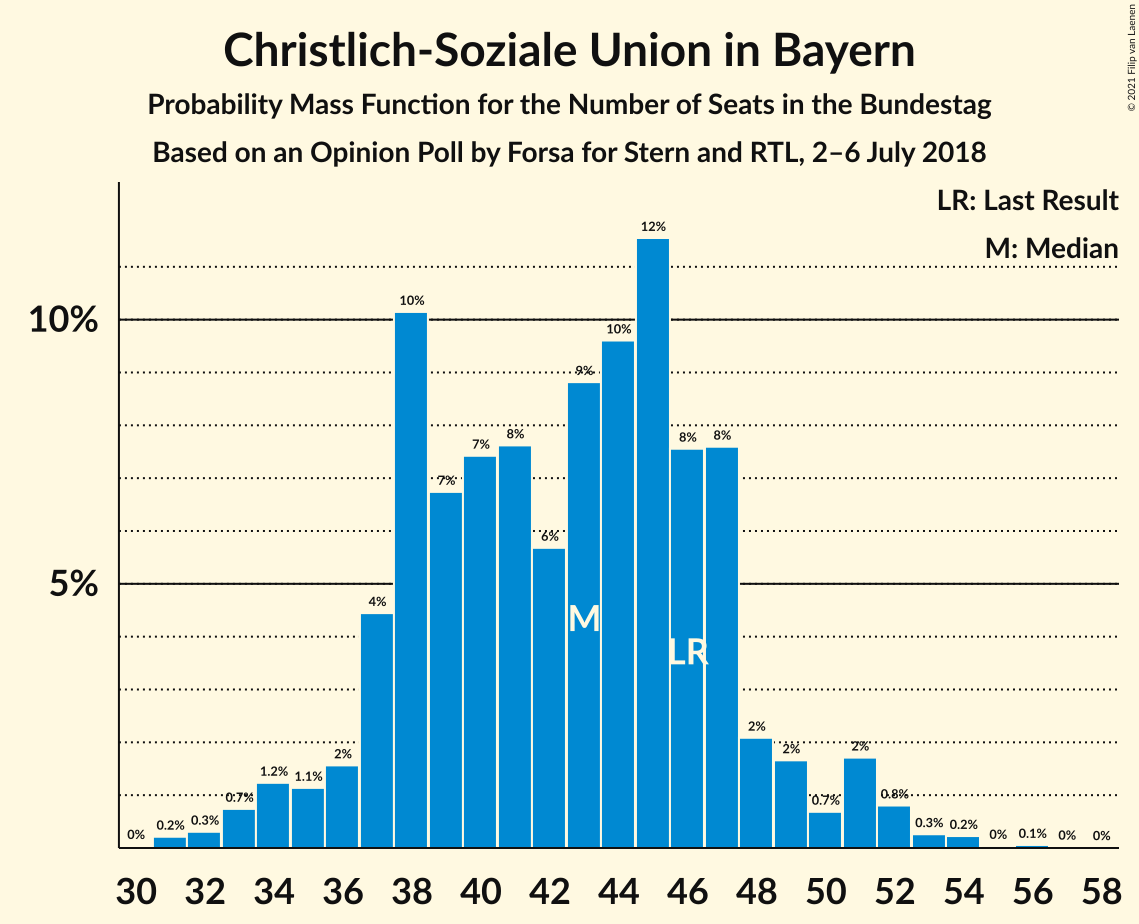 Christlich-Soziale Union in Bayern
Probability Mass Function for the Number of Seats in the Bundestag
Based on an Opinion Poll by Forsa for Stern and RTL, 2–6 July 2018
© 2021 Filip van Laenen
LR: Last Result
M: Median
10%
5%
0% 0.2% 0.3% 0.7% 1.2% 1.1% 2% 4% 10% 7% 7% 8% 6% 9% 10% 12% 8% 8% 2% 2% 0.7% 2% 0.8% 0.3% 0.2% 0% 0.1% 0% 0%
M
LR
30 32 34 36 38 40 42 44 46 48 50 52 54 56 58